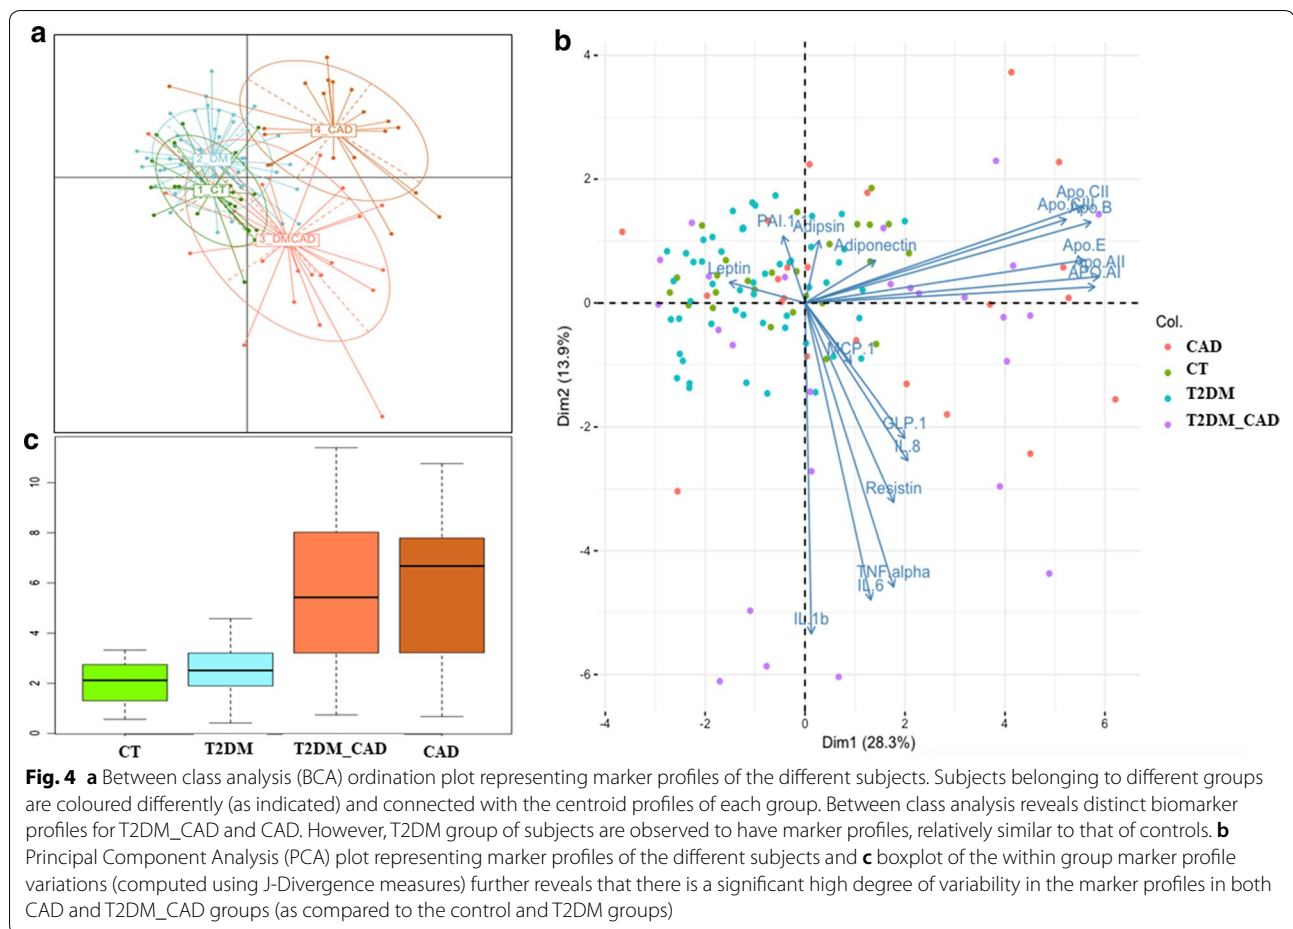 a
4_CAD
2_DM
1_CT
3_DMCAD
b
4
2
0
-2
-4
-6
-4
-2
0
2
4
6
Dim2 (13.9%)
Dim1 (28.3%)
Apo.CII
Apo.CIII
Apo.B
Apo.E
Apo.AII
APO.AI
PAI.1
Adipsin
Adiponectin
Leptin
MCP.1
GLP.1
IL.8
Resistin
TNF.alpha
IL.6
IL.1b
Col.
CAD
CT
T2DM
T2DM_CAD
c
10
8
6
4
2
0
CT
T2DM
T2DM_CAD
CAD
Fig. 4 a Between class analysis (BCA) ordination plot representing marker profiles of the different subjects. Subjects belonging to different groups
are coloured differently (as indicated) and connected with the centroid profiles of each group. Between class analysis reveals distinct biomarker
profiles for T2DM_CAD and CAD. However, T2DM group of subjects are observed to have marker profiles, relatively similar to that of controls. b
Principal Component Analysis (PCA) plot representing marker profiles of the different subjects and c boxplot of the within group marker profile
variations (computed using J-Divergence measures) further reveals that there is a significant high degree of variability in the marker profiles in both
CAD and T2DM_CAD groups (as compared to the control and T2DM groups)